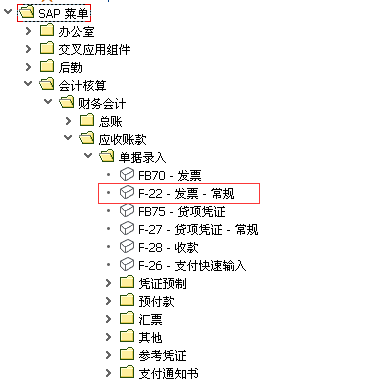 SAP 菜单
办公室
交叉应用组件
后勤
会计核算
财务会计
总账
应收账款
单据录入
FB70 - 发票
F-22 - 发票 - 常规
FB75 - 贷项凭证
F-27 - 贷项凭证 - 常规
F-28 - 收款
F-26 - 支付快速输入
凭证预制
预付款
汇票
其他
参考凭证
支付通知书